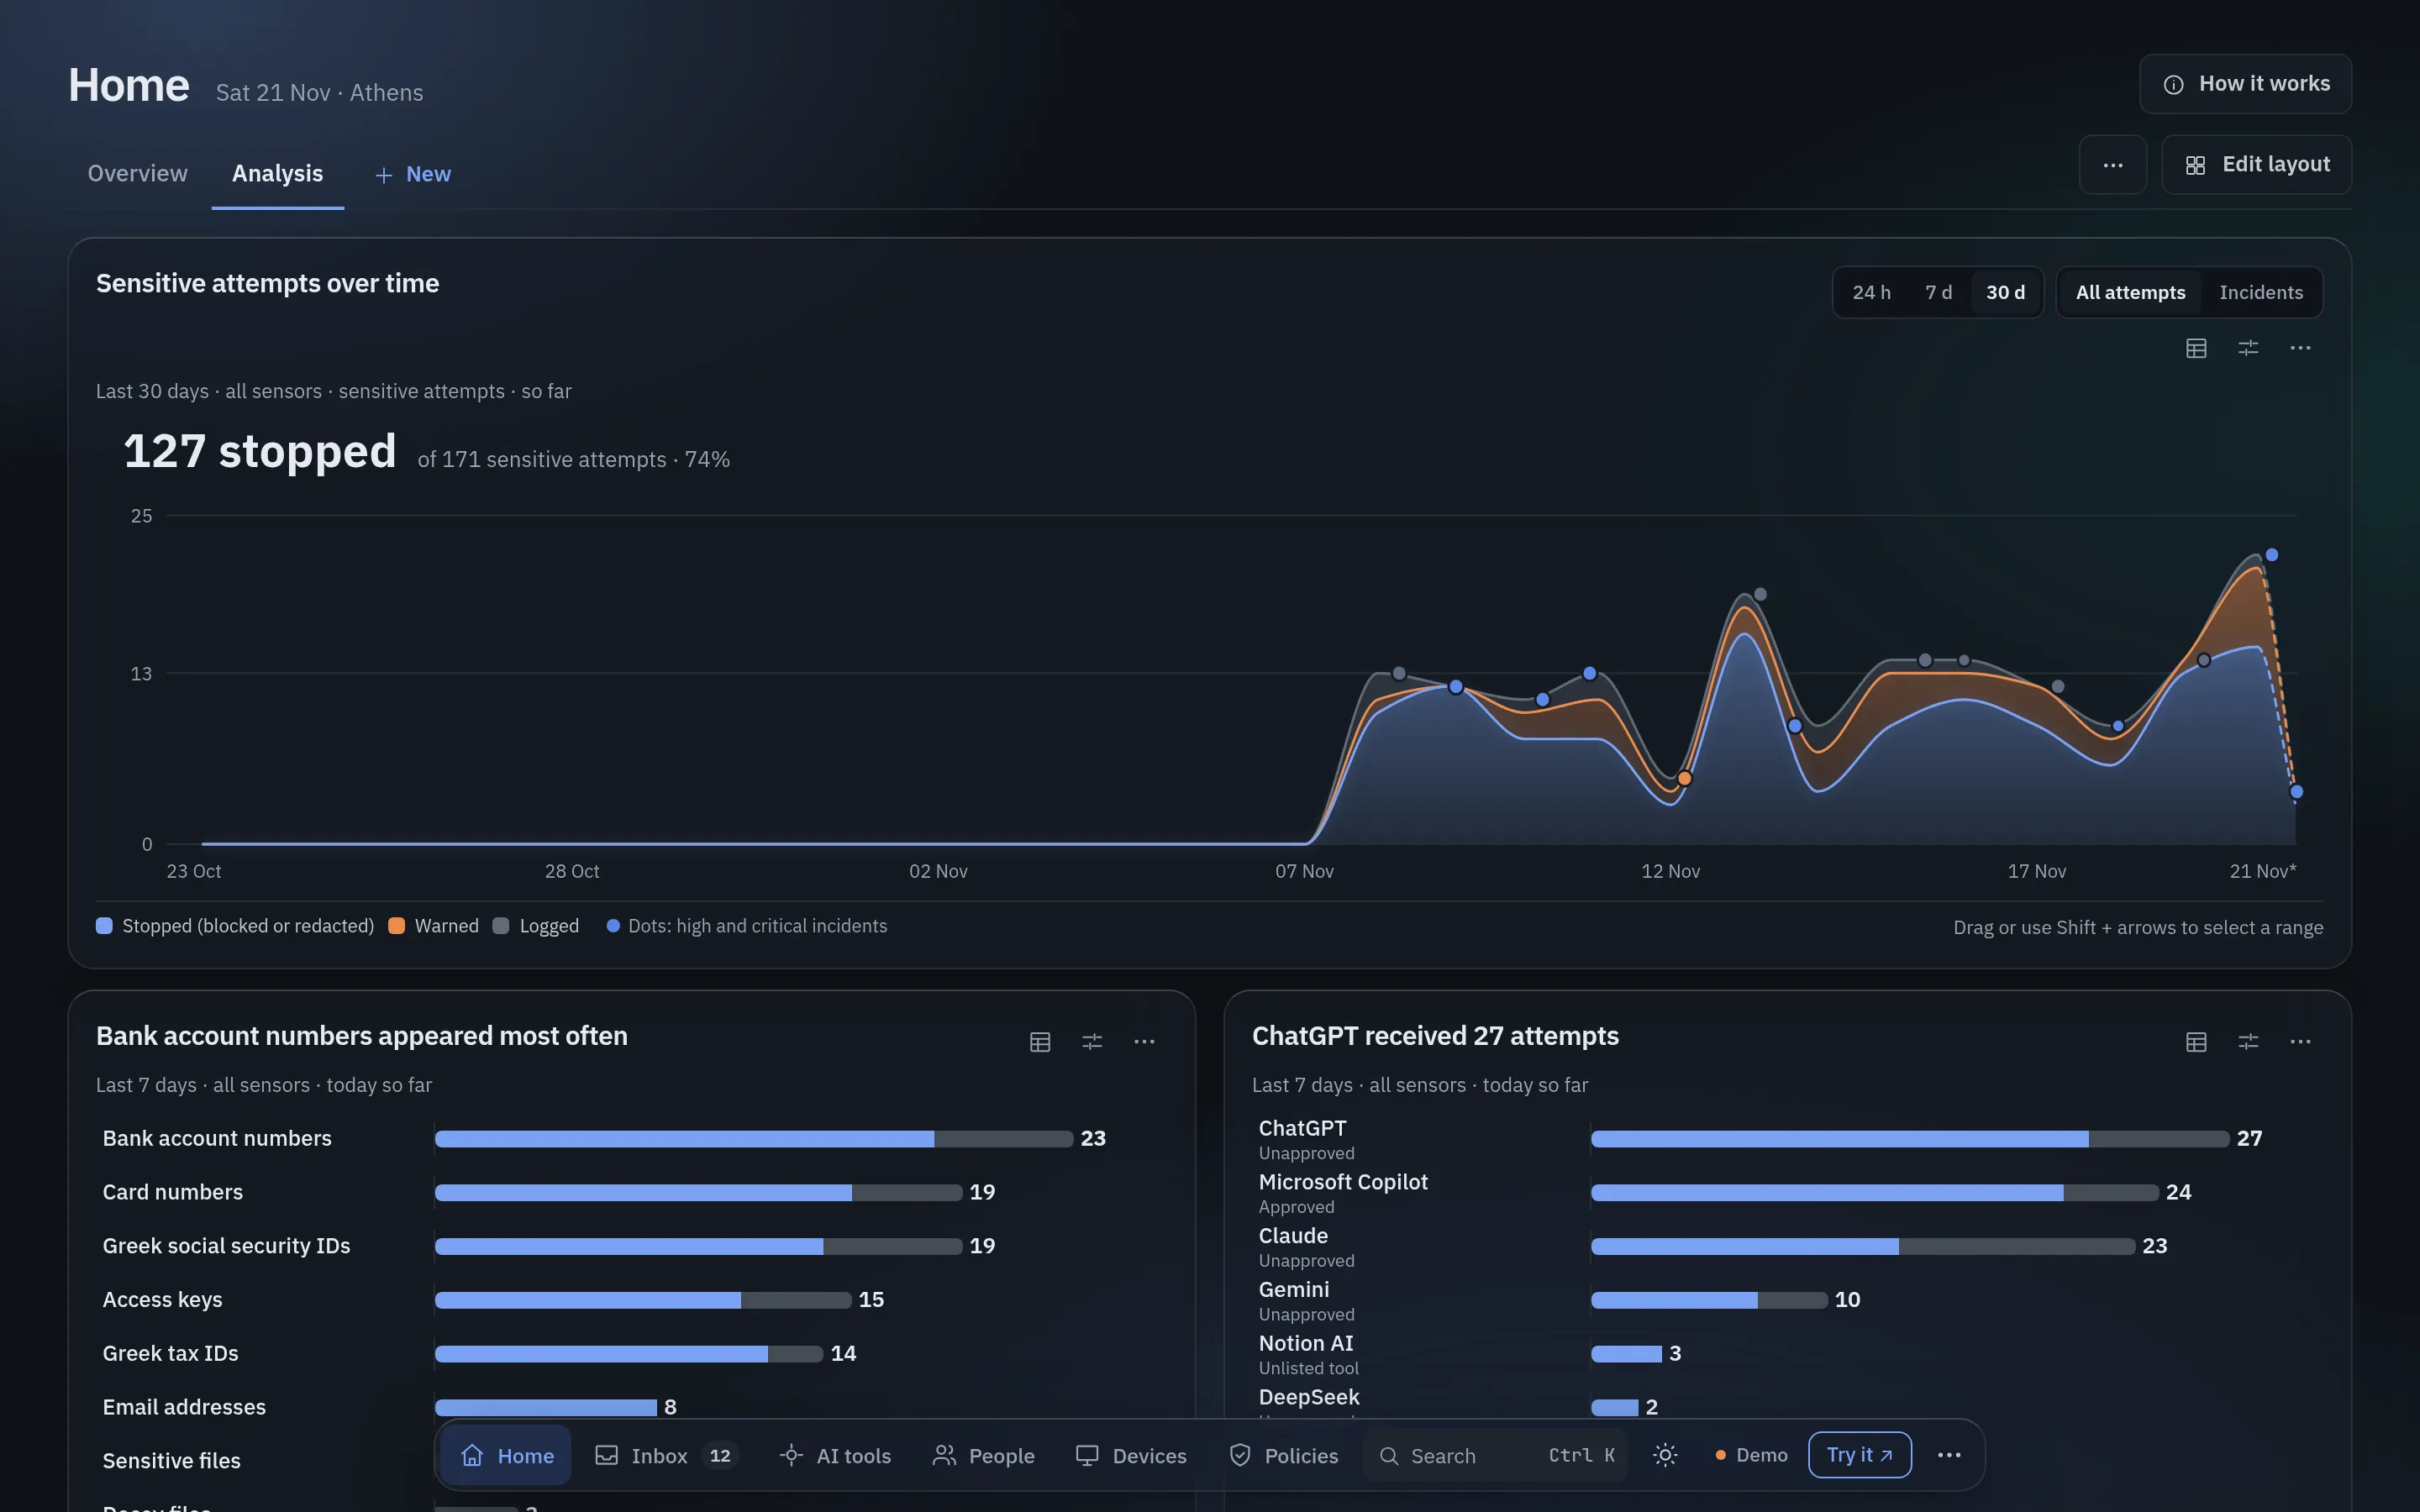 Home Sat 21 Nov · Athens
How it works
Overview Analysis + New
Edit layout
Sensitive attempts over time
24 h 7 d 30 d All attempts Incidents
Last 30 days · all sensors · sensitive attempts · so far
127 stopped of 171 sensitive attempts · 74%
25
13
0
23 Oct 28 Oct 02 Nov 07 Nov 12 Nov 17 Nov 21 Nov*
Stopped (blocked or redacted) Warned Logged Dots: high and critical incidents
Drag or use Shift + arrows to select a range
Bank account numbers appeared most often
Last 7 days · all sensors · today so far
Bank account numbers 23
Card numbers 19
Greek social security IDs 19
Access keys 15
Greek tax IDs 14
Email addresses 8
Sensitive files
ChatGPT received 27 attempts
Last 7 days · all sensors · today so far
ChatGPT 27
Unapproved
Microsoft Copilot 24
Approved
Claude 23
Unapproved
Gemini 10
Unapproved
Notion AI 3
Unlisted tool
DeepSeek 2
Home Inbox 12 AI tools People Devices Policies Search Ctrl K Demo Try it ↗